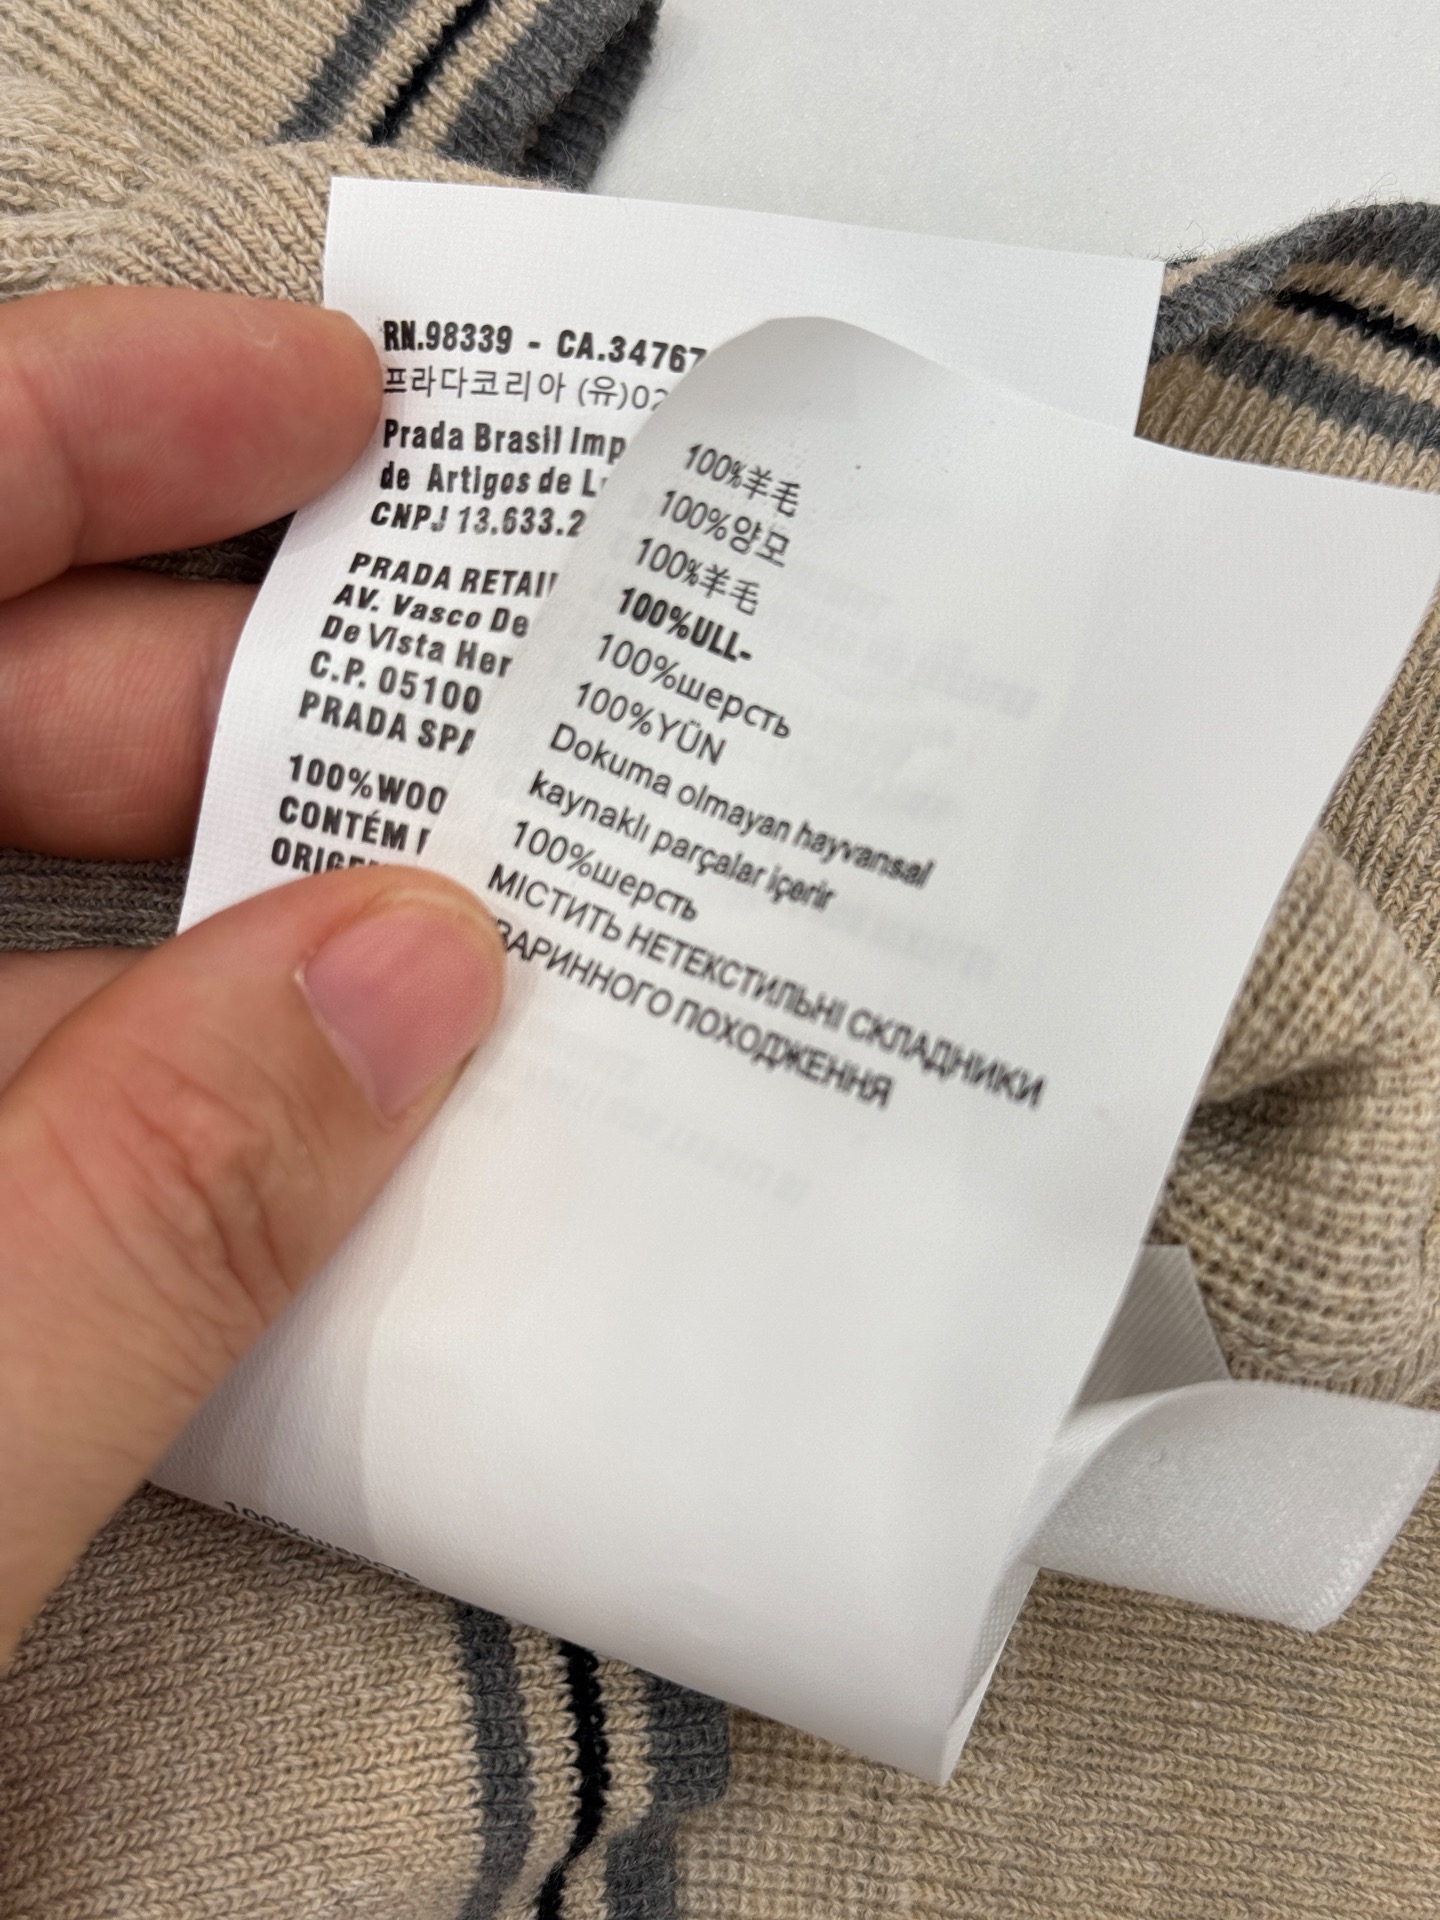 RN.98339 - CA.34767
프라다코리아 (유)02
Prada Brasil Imp
de Artigos de L
CNPJ 13.633.2
PRADA RETAI
AV. Vasco De
De Vista Her
C.P. 05100
PRADA SPA
100%WOO
CONTÉM
ORIGE
100%羊毛
100%양모
100%羊毛
100%ULL-
100%шерсть
100%YÜN
Dokuma olmayan hayvansal
kaynaklı parçalar içerir
100%шерсть
МІСТИТЬ НЕТЕКСТИЛЬНІ СКЛАДНИКИ
ВАРИННОГО ПОХОДЖЕННЯ
100%шерсть